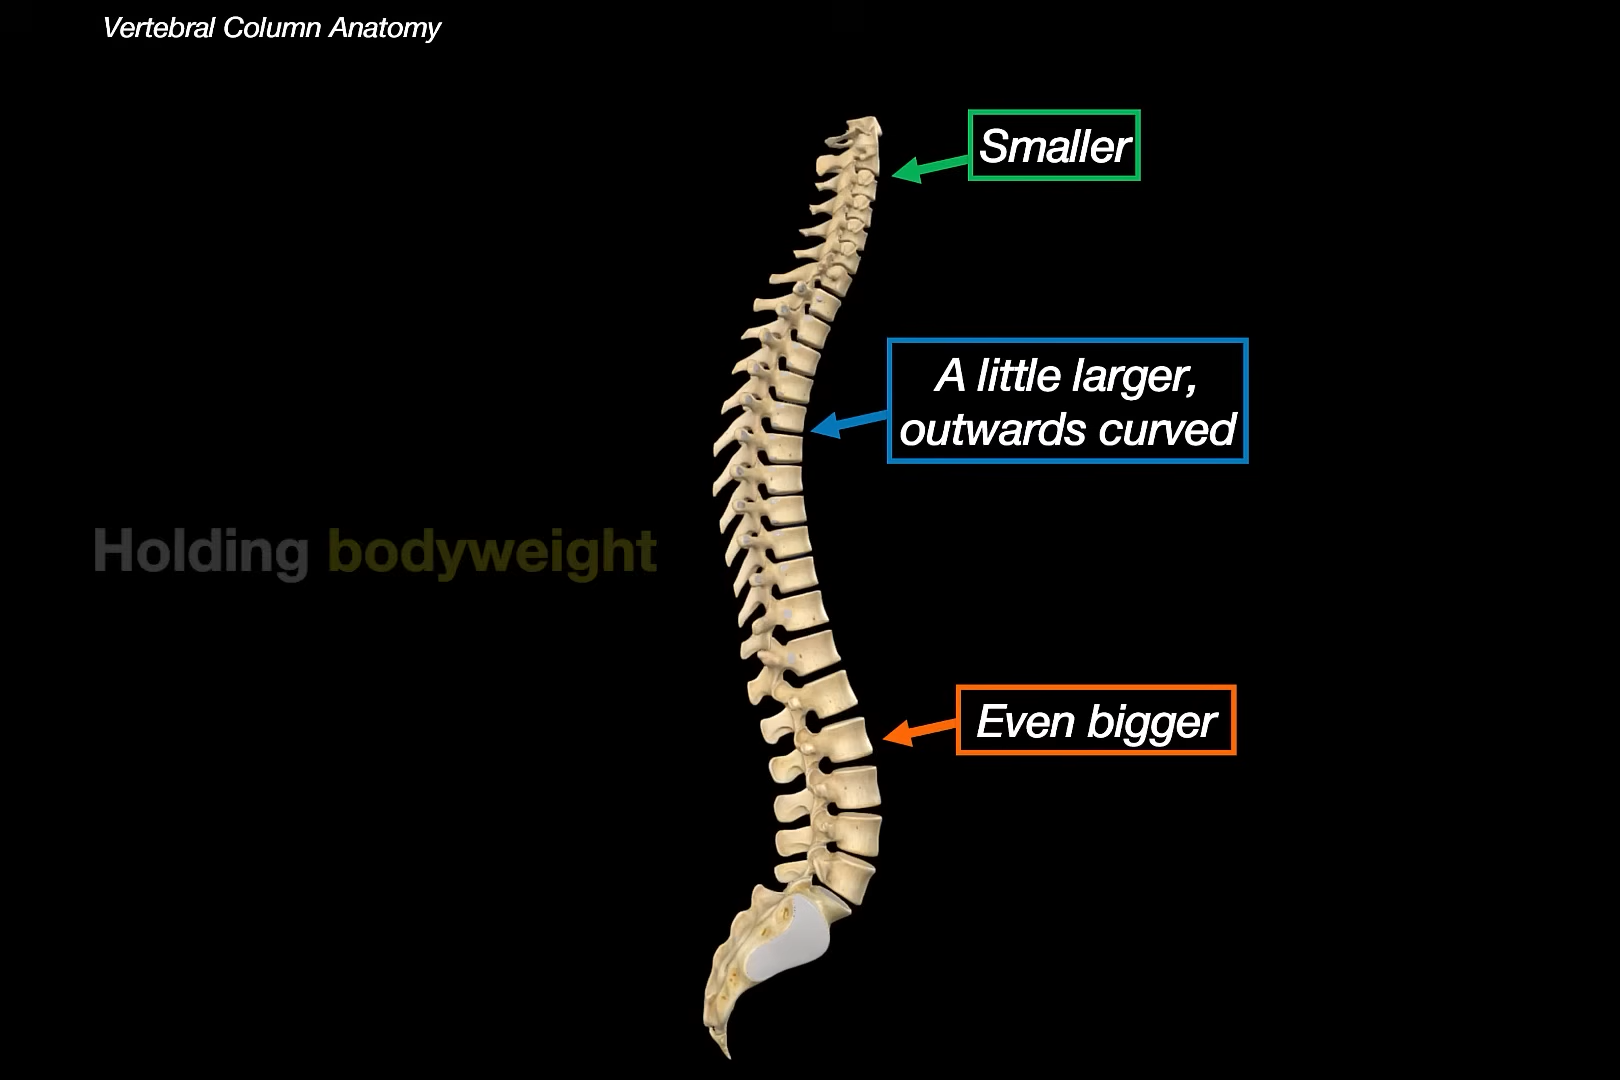 Vertebral Column Anatomy
Smaller
A little larger,
outwards curved
Holding bodyweight
Even bigger